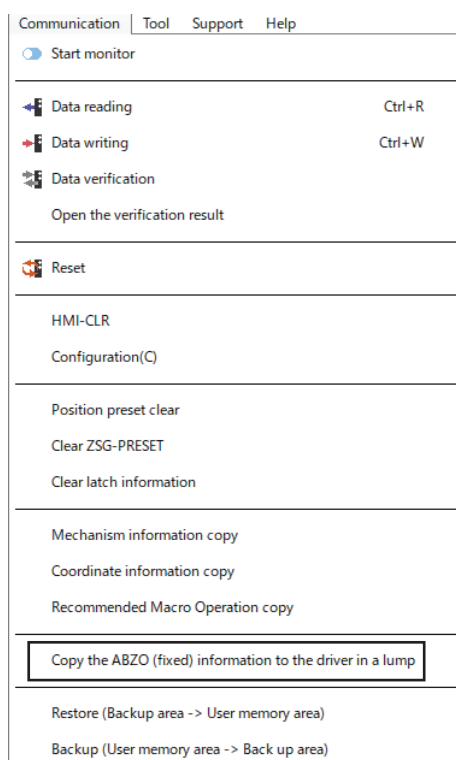 Communication Tool Support Help
Start monitor
Data reading Ctrl+R
Data writing Ctrl+W
Data verification
Open the verification result
Reset
HMI-CLR
Configuration(C)
Position preset clear
Clear ZSG-PRESET
Clear latch information
Mechanism information copy
Coordinate information copy
Recommended Macro Operation copy
Copy the ABZO (fixed) information to the driver in a lump
Restore (Backup area -> User memory area)
Backup (User memory area -> Back up area)